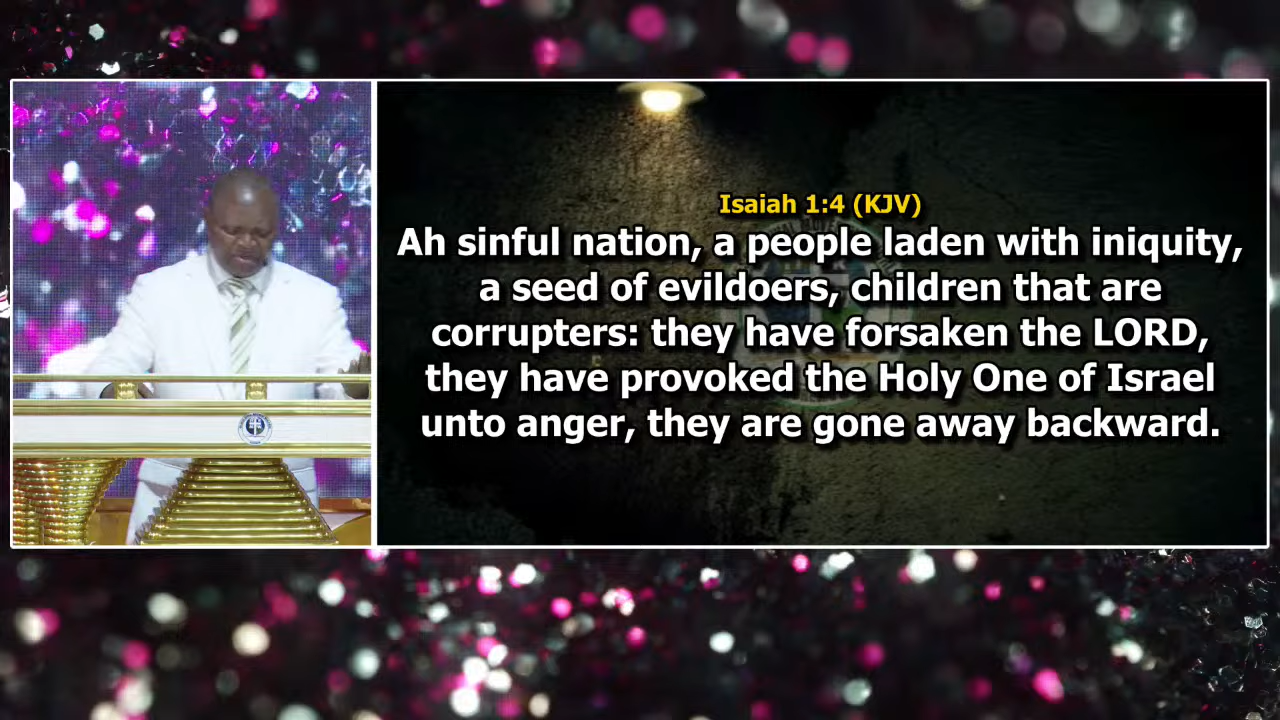 Isaiah 1:4 (KJV)
Ah sinful nation, a people laden with iniquity,
a seed of evildoers, children that are
corrupters: they have forsaken the LORD,
they have provoked the Holy One of Israel
unto anger, they are gone away backward.